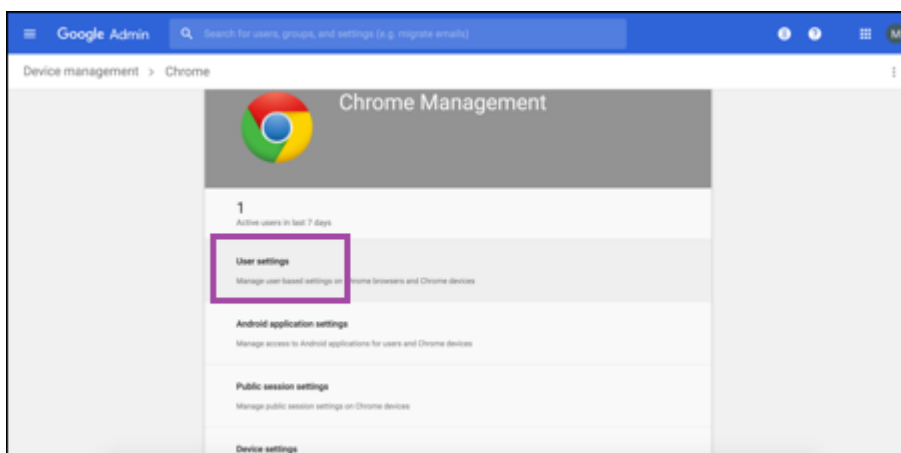 Google Admin
Search for users, groups, and settings (e.g. migrate emails)
M
Device management > Chrome
Chrome Management
1
Active users in last 7 days
User settings
Manage user based settings on Chrome browsers and Chrome devices
Android application settings
Manage access to Android applications for users and Chrome devices
Public session settings
Manage public session settings on Chrome devices
Device settings